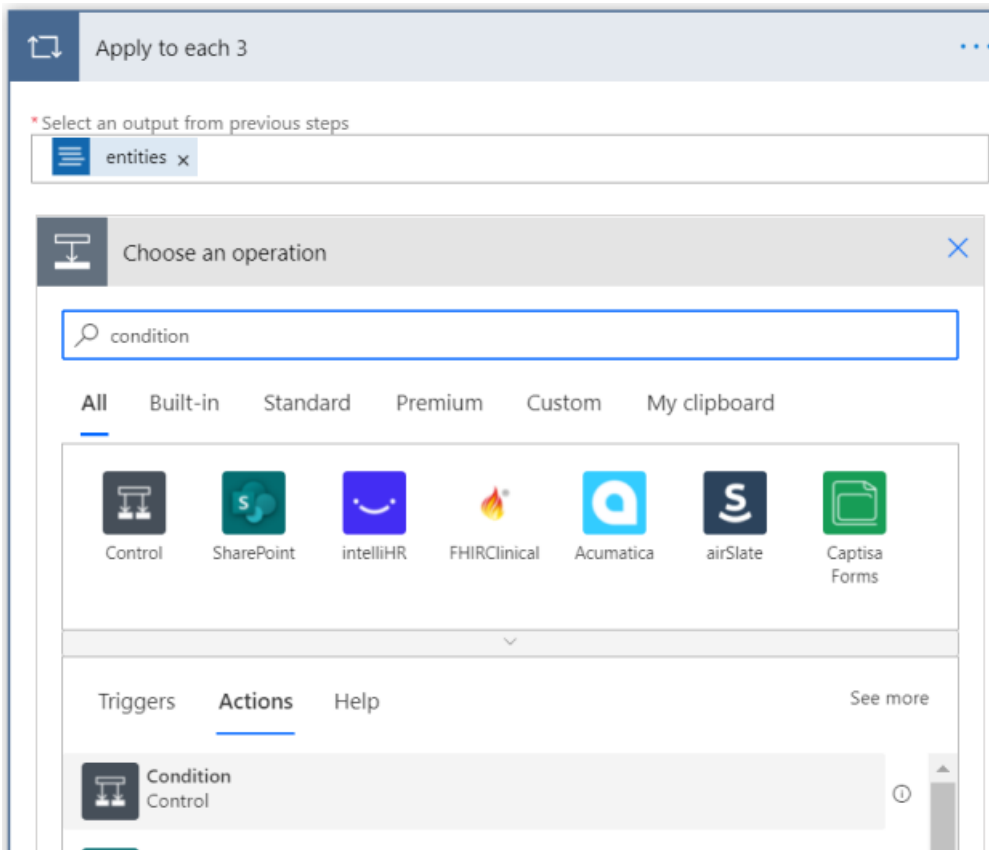 Apply to each 3
* Select an output from previous steps
entities ×
Choose an operation
condition
All Built-in Standard Premium Custom My clipboard
Control SharePoint intelliHR FHIRClinical Acumatica airSlate Captisa Forms
Triggers Actions Help See more
Condition
Control